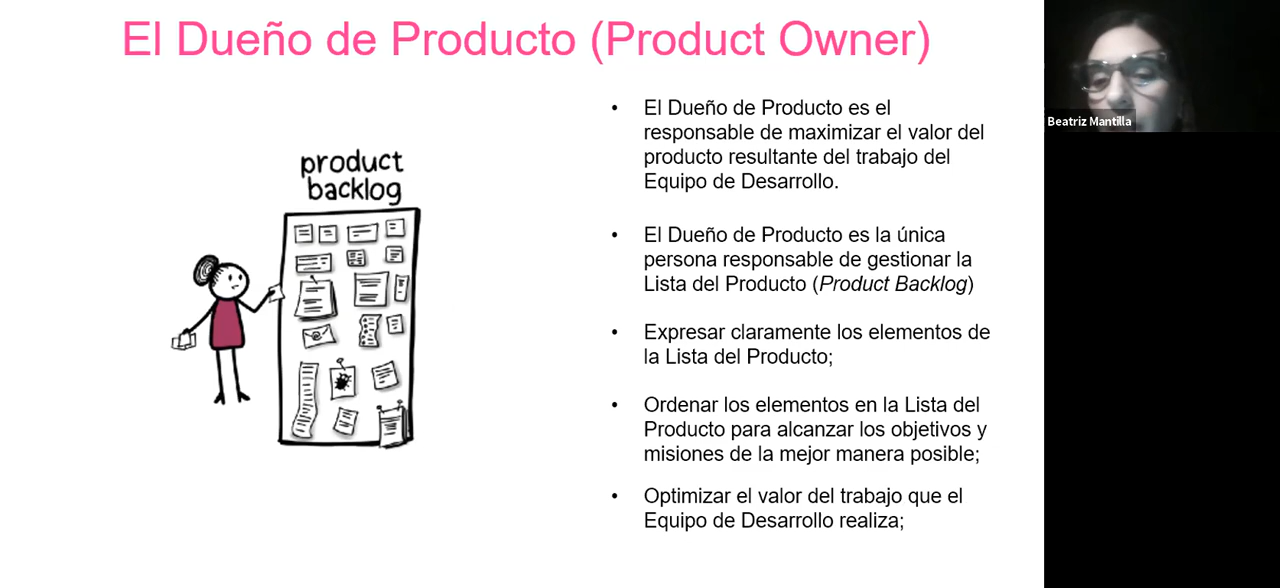 El Dueño de Producto (Product Owner)
product
backlog
• El Dueño de Producto es el
responsable de maximizar el valor del
producto resultante del trabajo del
Equipo de Desarrollo.
• El Dueño de Producto es la única
persona responsable de gestionar la
Lista del Producto (Product Backlog)
• Expresar claramente los elementos de
la Lista del Producto;
• Ordenar los elementos en la Lista del
Producto para alcanzar los objetivos y
misiones de la mejor manera posible;
• Optimizar el valor del trabajo que el
Equipo de Desarrollo realiza;
Beatriz Mantilla